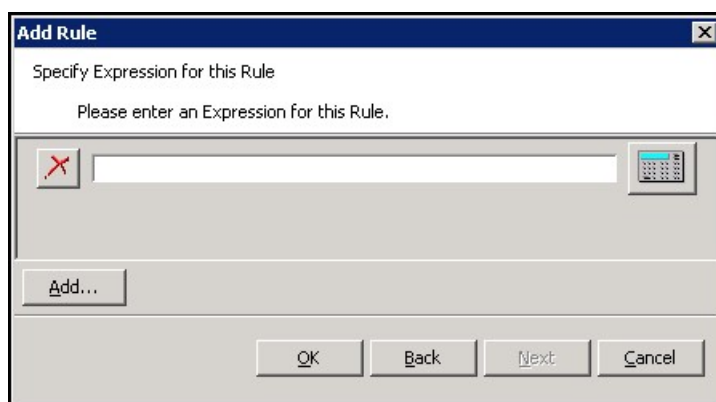 Add Rule
Specify Expression for this Rule
Please enter an Expression for this Rule.
Add...
OK Back Next Cancel